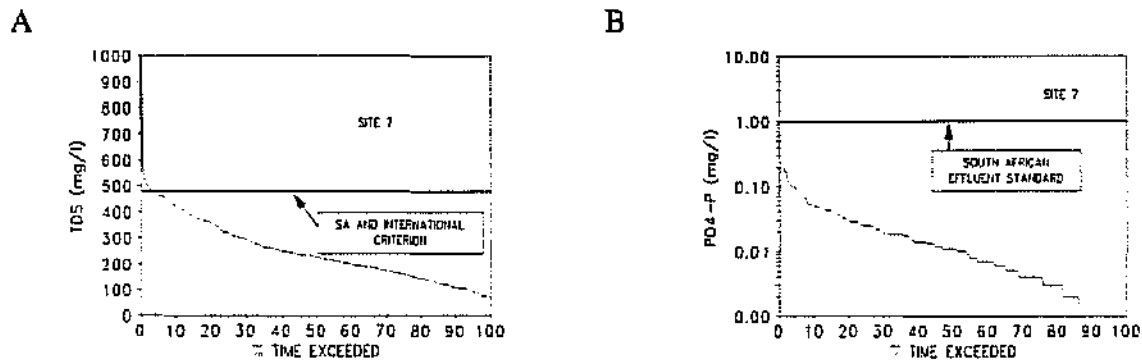 A
1000
900
800
700
600
500
400
300
200
100
0
TDS (mg/l)
SITE 7
SA AND INTERNATIONAL
CRITERION
0 10 20 30 40 50 60 70 80 90 100
% TIME EXCEEDED
B
10.00
1.00
0.10
0.01
0.00
PO4-P (mg/l)
SITE 7
SOUTH AFRICAN
EFFLUENT STANDARD
0 10 20 30 40 50 60 70 80 90 100
% TIME EXCEEDED